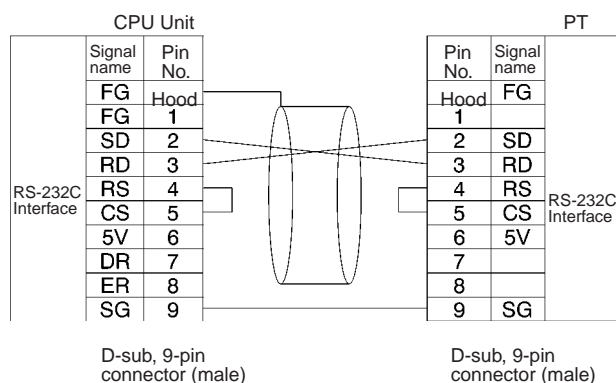 CPU Unit
PT
Signal name Pin No.
Pin No. Signal name
FG Hood
Hood FG
FG 1
1
SD 2
2 SD
RD 3
3 RD
RS 4
4 RS
CS 5
5 CS
5V 6
6 5V
DR 7
7
ER 8
8
SG 9
9 SG
RS-232C
Interface
RS-232C
Interface
D-sub, 9-pin
connector (male)
D-sub, 9-pin
connector (male)